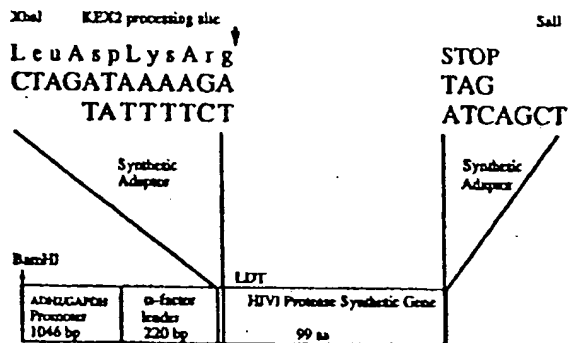 XbaI KEX2 processing site SalI
LeuAspLysArg STOP
CTAGATAAAAGA TAG
TATTTTCT ATCAGCT
Synthetic Synthetic
Adaptor Adaptor
BamHI
LDT
ADH2/GAPDH α-factor HIV1 Protease Synthetic Gene
Promoter leader
1046 bp 220 bp 99 aa